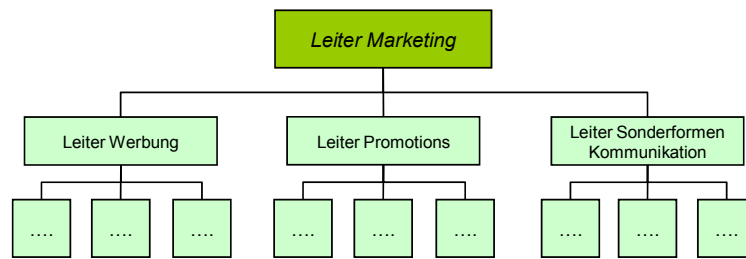 Leiter Marketing
Leiter Werbung
Leiter Promotions
Leiter Sonderformen
Kommunikation
....
....
....
....
....
....
....
....
....